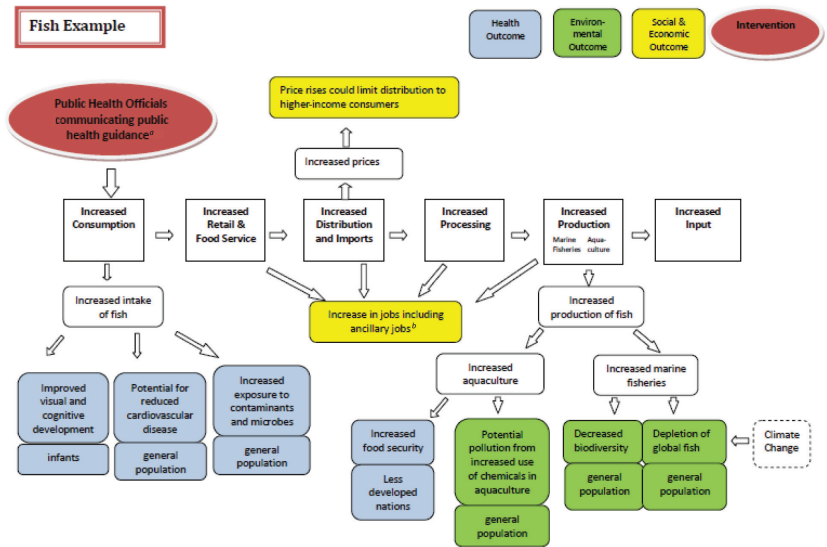 Fish Example
Health
Outcome
Environ-
mental
Outcome
Social &
Economic
Outcome
Intervention
Public Health Officials
communicating public
health guidance^a
Price rises could limit distribution to
higher-income consumers
Increased prices
Increased
Consumption
Increased
Retail &
Food Service
Increased
Distribution
and Imports
Increased
Processing
Increased
Production
Marine Aqua-
Fisheries culture
Increased
Input
Increased intake
of fish
Increase in jobs including
ancillary jobs^b
Increased
production of fish
Increased
aquaculture
Increased marine
fisheries
Improved
visual and
cognitive
development
infants
Potential for
reduced
cardiovascular
disease
general
population
Increased
exposure to
contaminants
and microbes
general
population
Increased
food security
Less
developed
nations
Potential
pollution from
increased use
of chemicals in
aquaculture
general
population
Decreased
biodiversity
general
population
Depletion of
global fish
general
population
Climate
Change